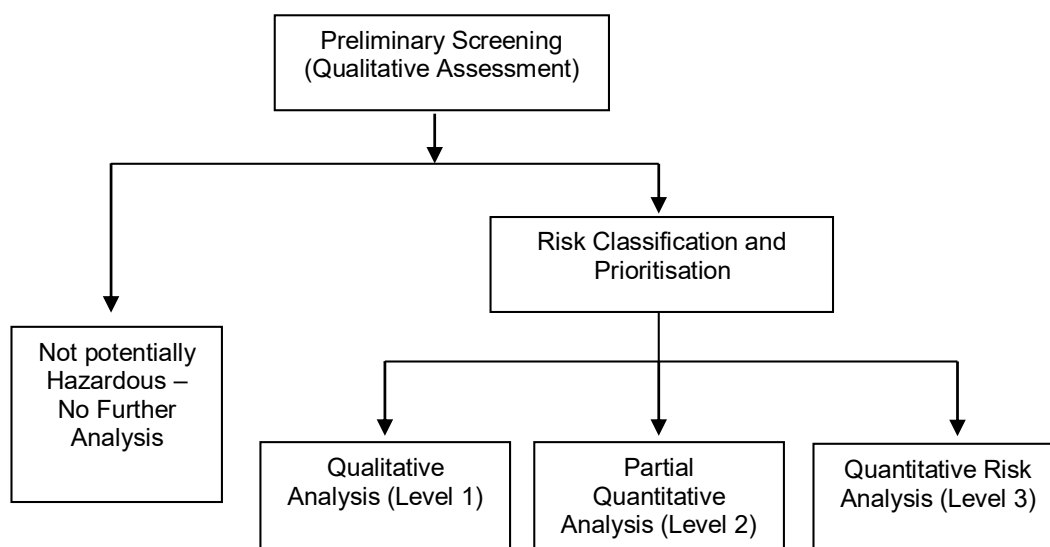 Preliminary Screening
(Qualitative Assessment)
Risk Classification and
Prioritisation
Not potentially
Hazardous –
No Further
Analysis
Qualitative
Analysis (Level 1)
Partial
Quantitative
Analysis (Level 2)
Quantitative Risk
Analysis (Level 3)